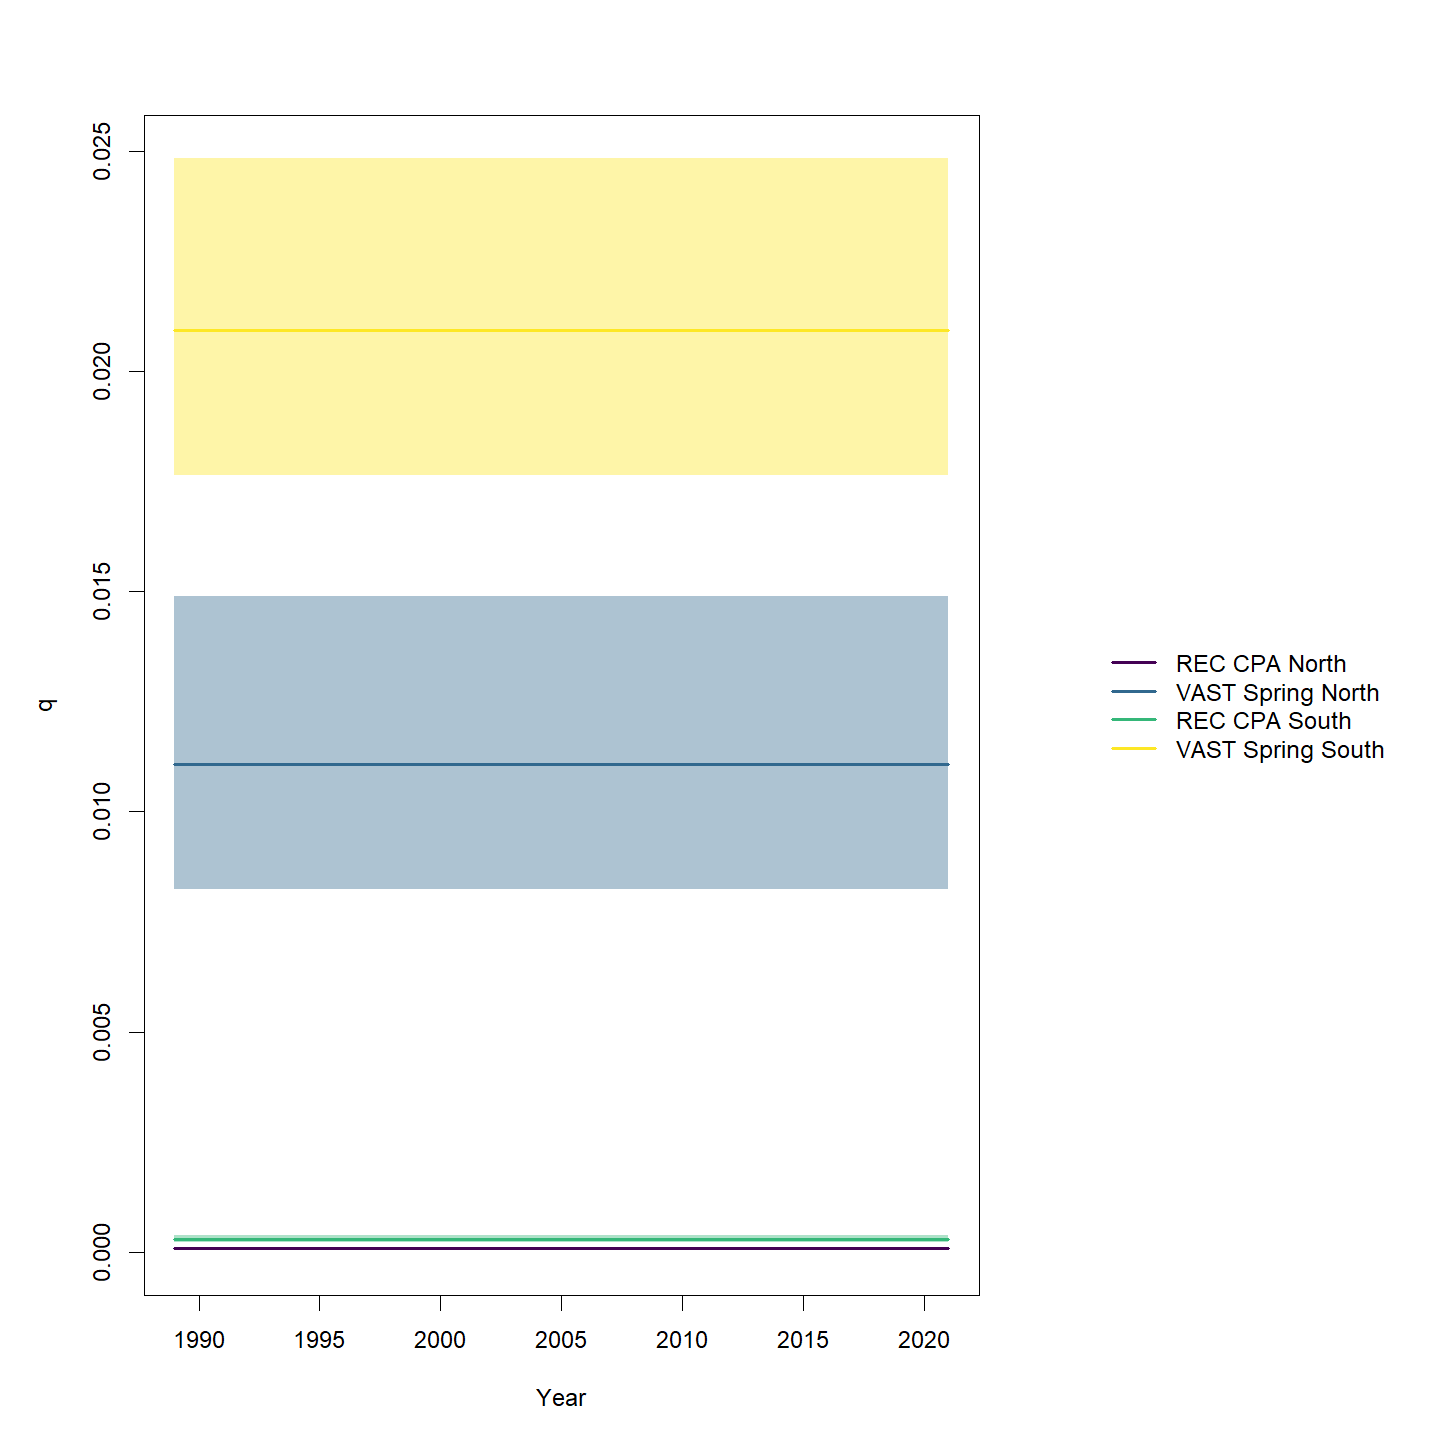 0.025
0.020
0.015
0.010
0.005
0.000
q
1990 1995 2000 2005 2010 2015 2020
Year
REC CPA North
VAST Spring North
REC CPA South
VAST Spring South